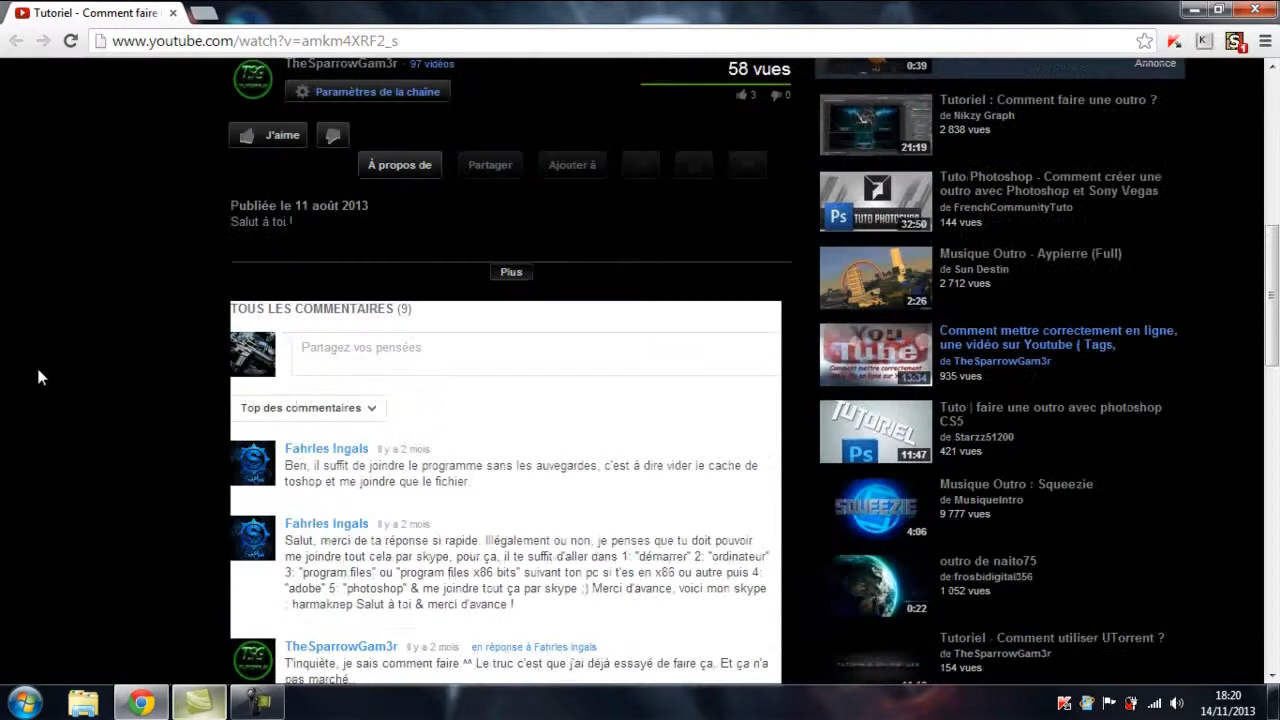 Tutoriel - Comment faire
www.youtube.com/watch?v=amkm4XRF2_s
TheSparrowGam3r 97 vidéos
58 vues
Paramètres de la chaîne
3 0
J'aime
À propos de Partager Ajouter à
Publiée le 11 août 2013
Salut à toi !
Plus
TOUS LES COMMENTAIRES (9)
Partagez vos pensées
Top des commentaires
Fahrles Ingals Il y a 2 mois
Ben, il suffit de joindre le programme sans les auvegardes, c'est à dire vider le cache de
toshop et me joindre que le fichier.
Fahrles Ingals Il y a 2 mois
Salut, merci de ta réponse si rapide. Illégalement ou non, je penses que tu doit pouvoir
me joindre tout cela par skype, pour ça, il te suffit d'aller dans 1: "démarrer" 2: "ordinateur"
3: "program files" ou "program files x86 bits" suivant ton pc si t'es en x86 ou autre puis 4:
"adobe" 5: "photoshop" & me joindre tout ça par skype ;) Merci d'avance, voici mon skype
: harmaknep Salut à toi & merci d'avance !
TheSparrowGam3r Il y a 2 mois en réponse à Fahrles Ingals
T'inquiète, je sais comment faire ^^ Le truc c'est que j'ai déjà essayé de faire ça. Et ça n'a
pas marché..
0:39
Annonce
21:19
Tutoriel : Comment faire une outro ?
de Nikzy Graph
2 838 vues
Ps TUTO PHOTOSHOP
32:50
Tuto Photoshop - Comment créer une
outro avec Photoshop et Sony Vegas
de FrenchCommunityTuto
144 vues
2:26
Musique Outro - Aypierre (Full)
de Sun Destin
2 712 vues
You
Tube
Comment mettre correctement
13:34
Comment mettre correctement en ligne,
une vidéo sur Youtube ( Tags,
de TheSparrowGam3r
935 vues
TUTORIEL
Ps
11:47
Tuto | faire une outro avec photoshop
CS5
de Starzz51200
421 vues
SQUEEZIE
4:06
Musique Outro : Squeezie
de MusiqueIntro
9 777 vues
0:22
outro de naito75
de frosbidigital356
1 052 vues
Tutoriel - Comment utiliser UTorrent ?
de TheSparrowGam3r
154 vues
18:20
14/11/2013